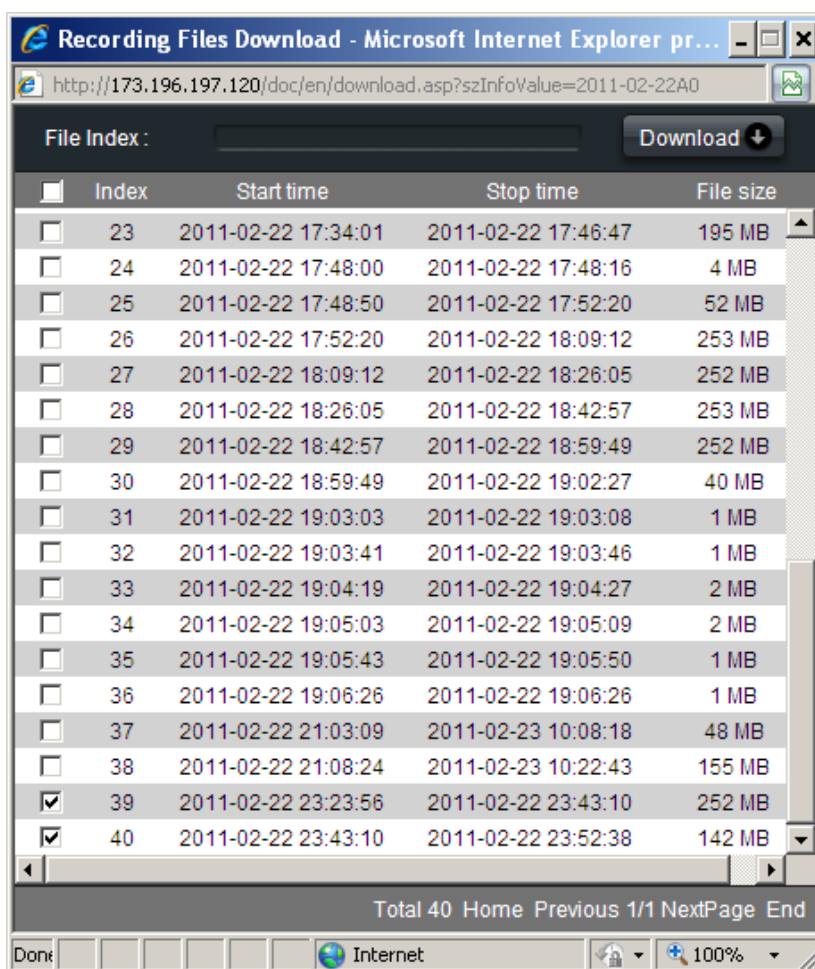 Recording Files Download - Microsoft Internet Explorer pr...
http://173.196.197.120/doc/en/download.asp?szInfoValue=2011-02-22A0
File Index : Download
Index Start time Stop time File size
23 2011-02-22 17:34:01 2011-02-22 17:46:47 195 MB
24 2011-02-22 17:48:00 2011-02-22 17:48:16 4 MB
25 2011-02-22 17:48:50 2011-02-22 17:52:20 52 MB
26 2011-02-22 17:52:20 2011-02-22 18:09:12 253 MB
27 2011-02-22 18:09:12 2011-02-22 18:26:05 252 MB
28 2011-02-22 18:26:05 2011-02-22 18:42:57 253 MB
29 2011-02-22 18:42:57 2011-02-22 18:59:49 252 MB
30 2011-02-22 18:59:49 2011-02-22 19:02:27 40 MB
31 2011-02-22 19:03:03 2011-02-22 19:03:08 1 MB
32 2011-02-22 19:03:41 2011-02-22 19:03:46 1 MB
33 2011-02-22 19:04:19 2011-02-22 19:04:27 2 MB
34 2011-02-22 19:05:03 2011-02-22 19:05:09 2 MB
35 2011-02-22 19:05:43 2011-02-22 19:05:50 1 MB
36 2011-02-22 19:06:26 2011-02-22 19:06:26 1 MB
37 2011-02-22 21:03:09 2011-02-23 10:08:18 48 MB
38 2011-02-22 21:08:24 2011-02-23 10:22:43 155 MB
39 2011-02-22 23:23:56 2011-02-22 23:43:10 252 MB
40 2011-02-22 23:43:10 2011-02-22 23:52:38 142 MB
Total 40 Home Previous 1/1 NextPage End
Done Internet 100%